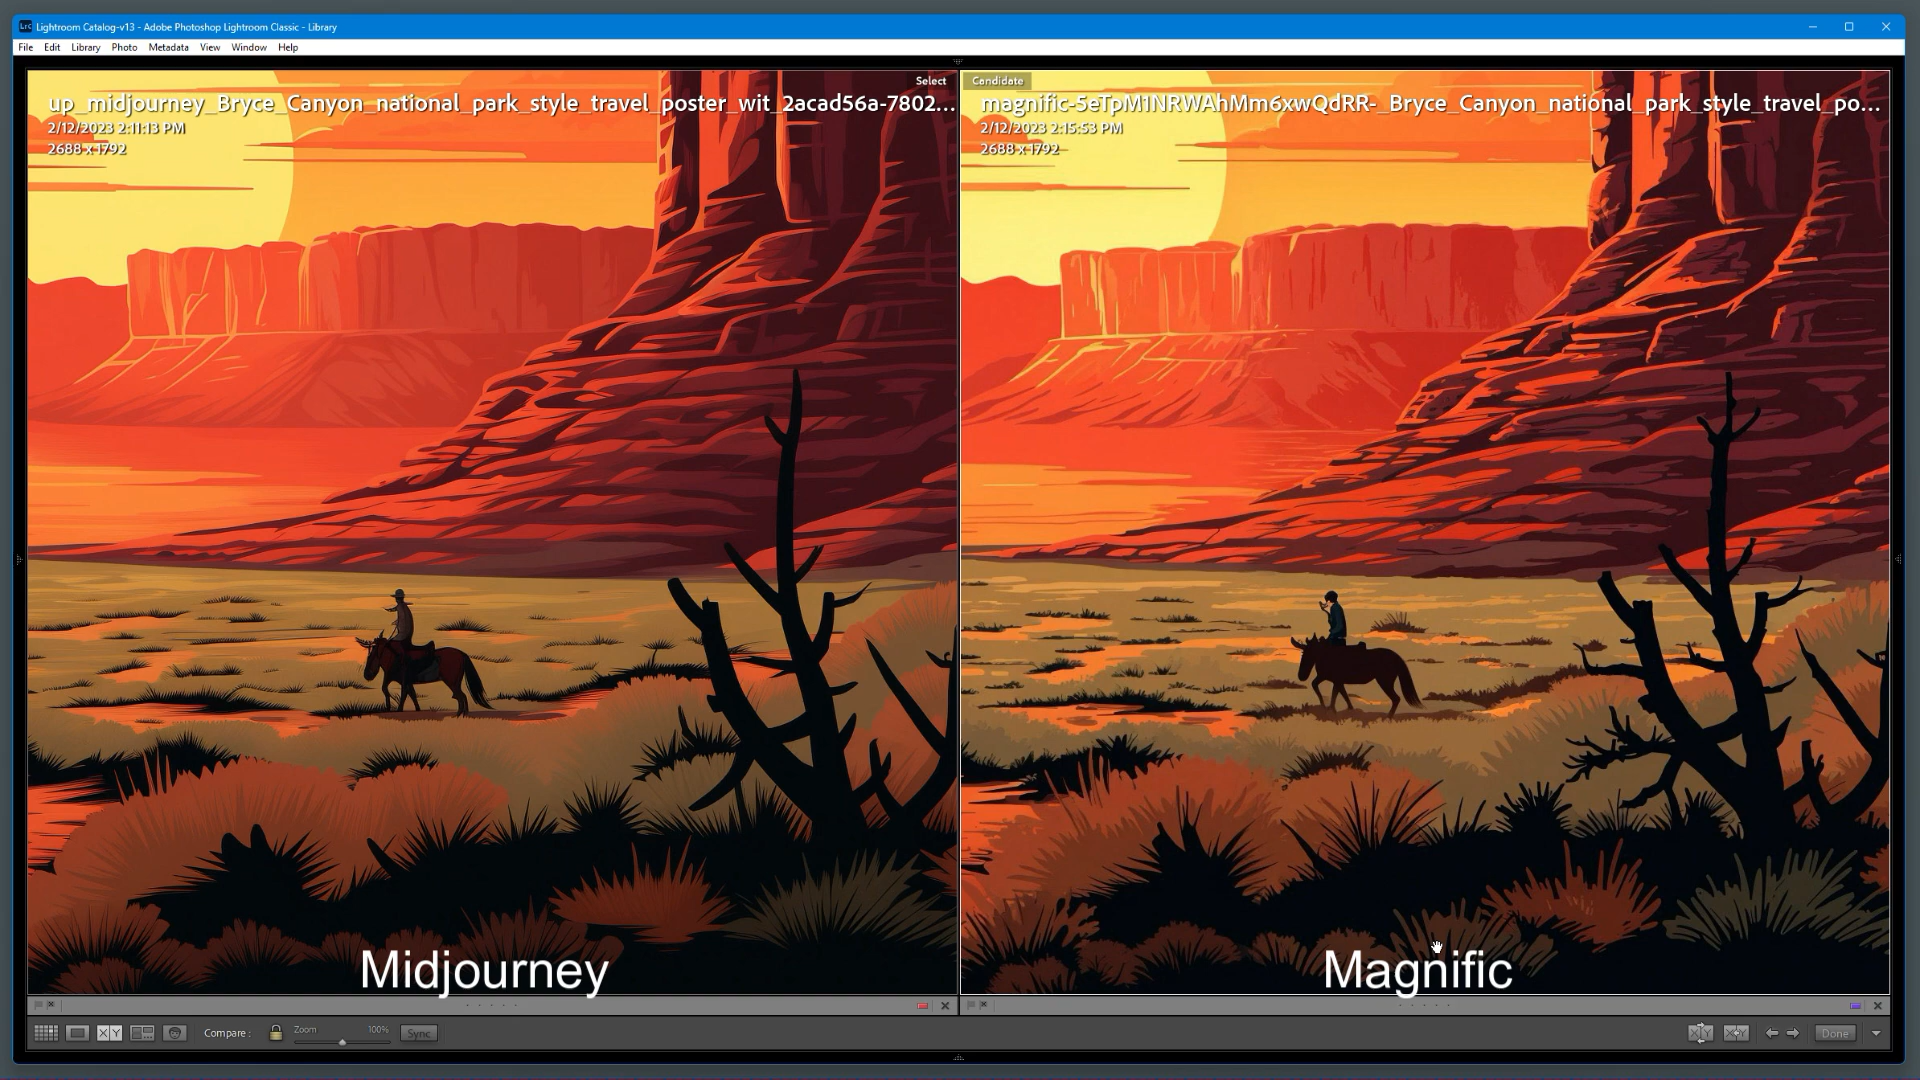 Lightroom Catalog-v13 - Adobe Photoshop Lightroom Classic - Library
File Edit Library Photo Metadata View Window Help
Select
up_midjourney_Bryce_Canyon_national_park_style_travel_poster_wit_2acad56a-7802...
2/12/2023 2:11:13 PM
2688 x 1792
Candidate
magnific-5eTpM1NRWAhMm6xwQdRR-_Bryce_Canyon_national_park_style_travel_po...
2/12/2023 2:15:53 PM
2688 x 1792
Midjourney
Magnific
XY Compare : Zoom 100% Sync
Done